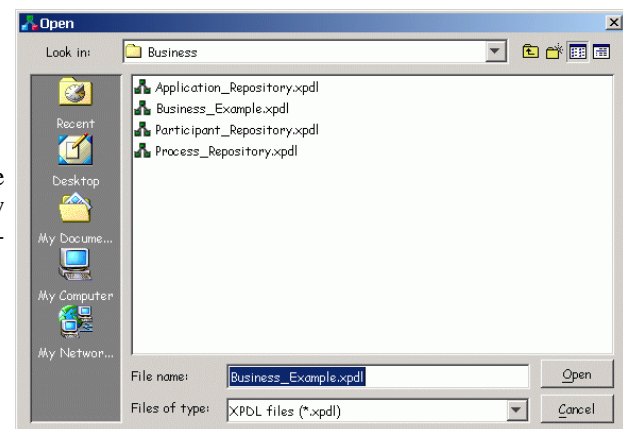 Open
Look in: Business
Application_Repository.xpdl
Business_Example.xpdl
Participant_Repository.xpdl
Process_Repository.xpdl
Recent
Desktop
My Docume...
My Computer
My Networ...
File name: Business_Example.xpdl Open
Files of type: XPDL files (*.xpdl) Cancel